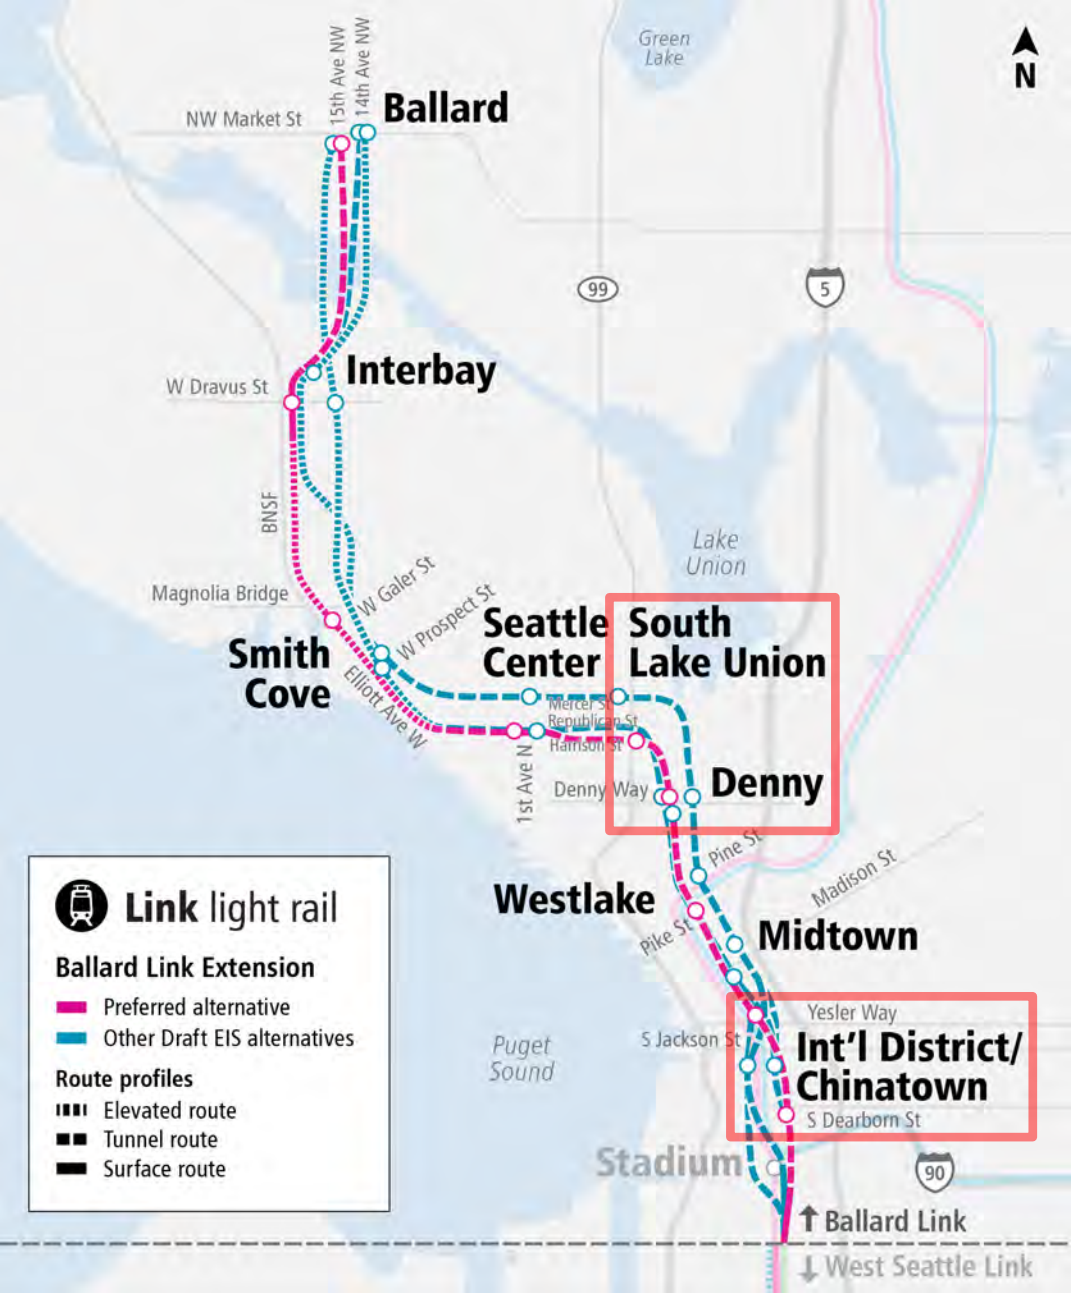 Green
Lake
N
15th Ave NW
14th Ave NW
NW Market St
Ballard
99
5
Interbay
W Dravus St
BNSF
Lake
Union
Magnolia Bridge
W Galer St
W Prospect St
Seattle
Center
South
Lake Union
Smith
Cove
Elliott Ave W
Mercer St
Republican St
Harrison St
1st Ave N
Denny Way
Denny
Pine St
Madison St
Westlake
Pike St
Midtown
Link light rail
Ballard Link Extension
Preferred alternative
Other Draft EIS alternatives
Route profiles
Elevated route
Tunnel route
Surface route
Puget
Sound
Yesler Way
S Jackson St
Int'l District/
Chinatown
S Dearborn St
Stadium
90
Ballard Link
West Seattle Link